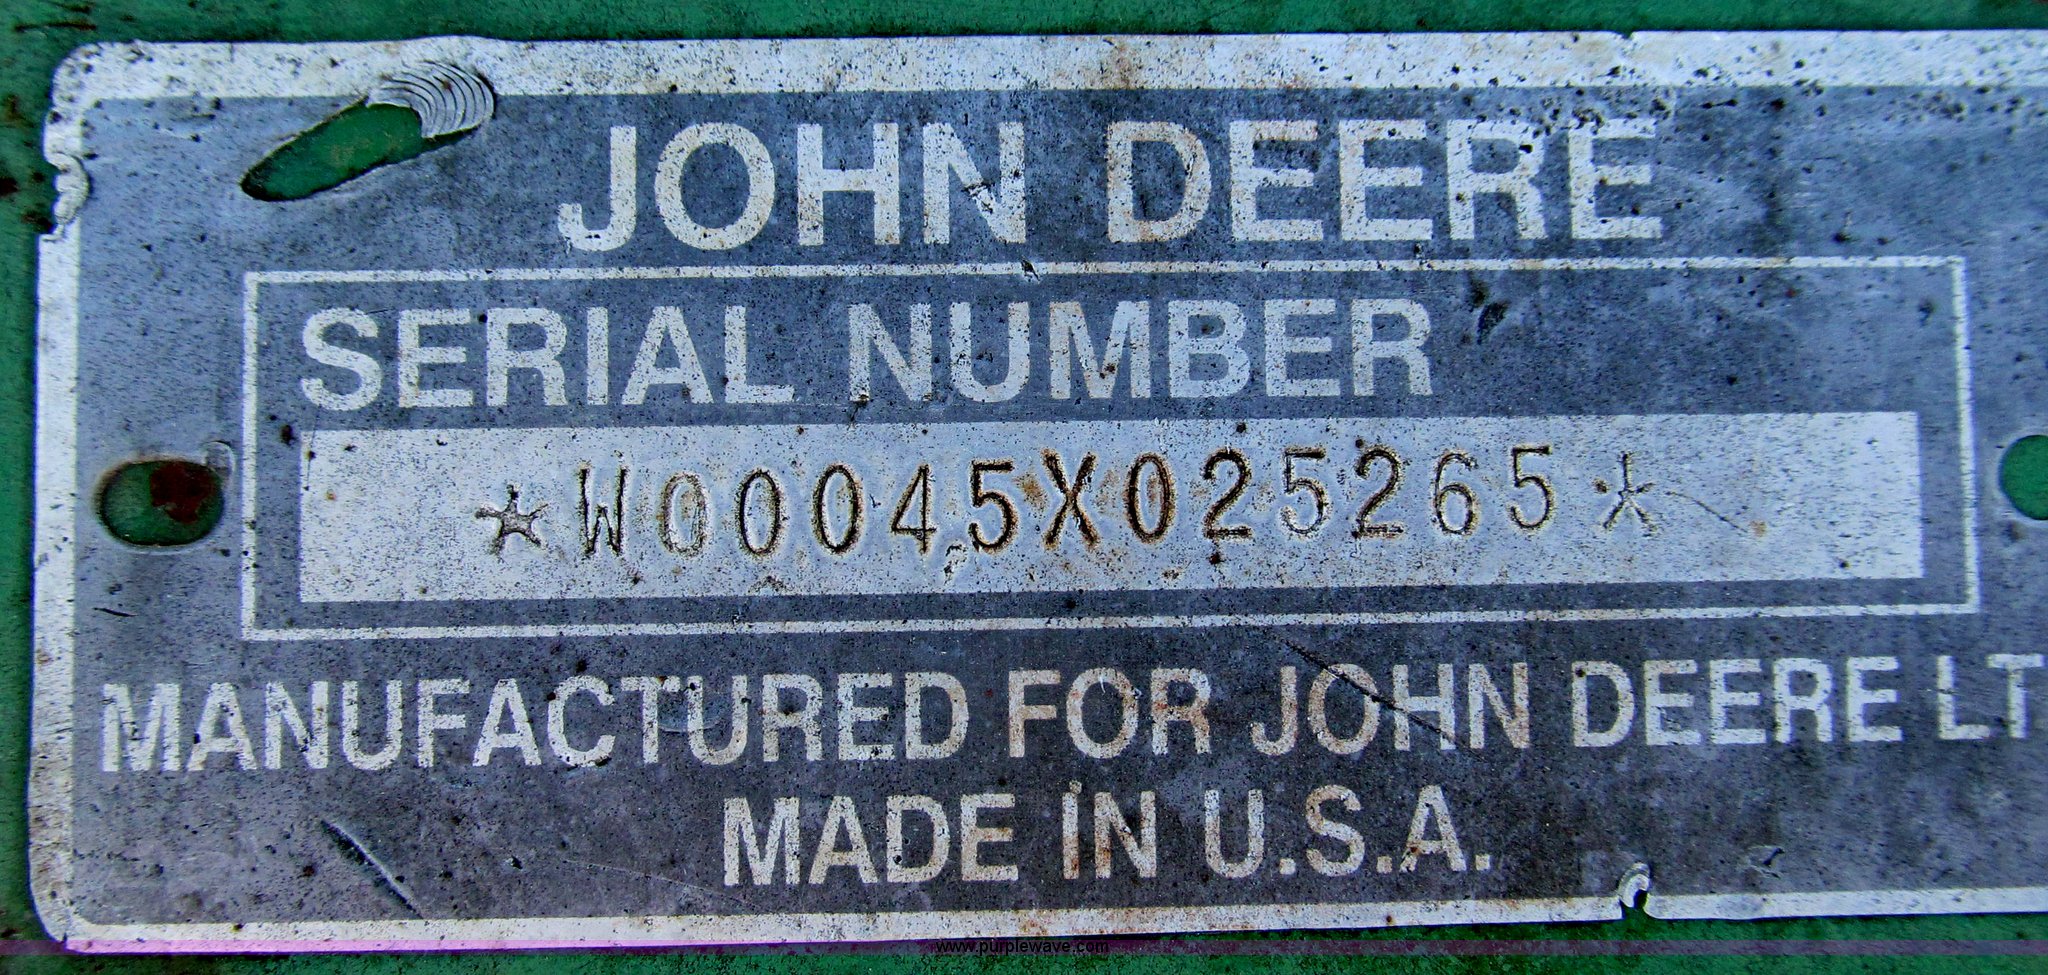 JOHN DEERE
SERIAL NUMBER
*W00045X025265*
MANUFACTURED FOR JOHN DEERE LT
MADE IN U.S.A.
www.purplewave.com